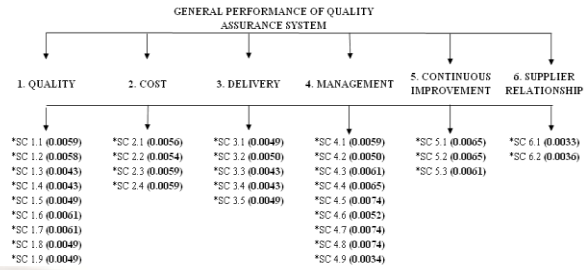 GENERAL PERFORMANCE OF QUALITY
ASSURANCE SYSTEM
1. QUALITY
2. COST
3. DELIVERY
4. MANAGEMENT
5. CONTINUOUS
IMPROVEMENT
6. SUPPLIER
RELATIONSHIP
*SC 1.1 (0.0059)
*SC 1.2 (0.0058)
*SC 1.3 (0.0043)
*SC 1.4 (0.0043)
*SC 1.5 (0.0049)
*SC 1.6 (0.0061)
*SC 1.7 (0.0061)
*SC 1.8 (0.0049)
*SC 1.9 (0.0049)
*SC 2.1 (0.0056)
*SC 2.2 (0.0054)
*SC 2.3 (0.0059)
*SC 2.4 (0.0059)
*SC 3.1 (0.0049)
*SC 3.2 (0.0050)
*SC 3.3 (0.0043)
*SC 3.4 (0.0043)
*SC 3.5 (0.0049)
*SC 4.1 (0.0059)
*SC 4.2 (0.0050)
*SC 4.3 (0.0061)
*SC 4.4 (0.0065)
*SC 4.5 (0.0074)
*SC 4.6 (0.0052)
*SC 4.7 (0.0074)
*SC 4.8 (0.0074)
*SC 4.9 (0.0034)
*SC 5.1 (0.0065)
*SC 5.2 (0.0065)
*SC 5.3 (0.0061)
*SC 6.1 (0.0033)
*SC 6.2 (0.0036)